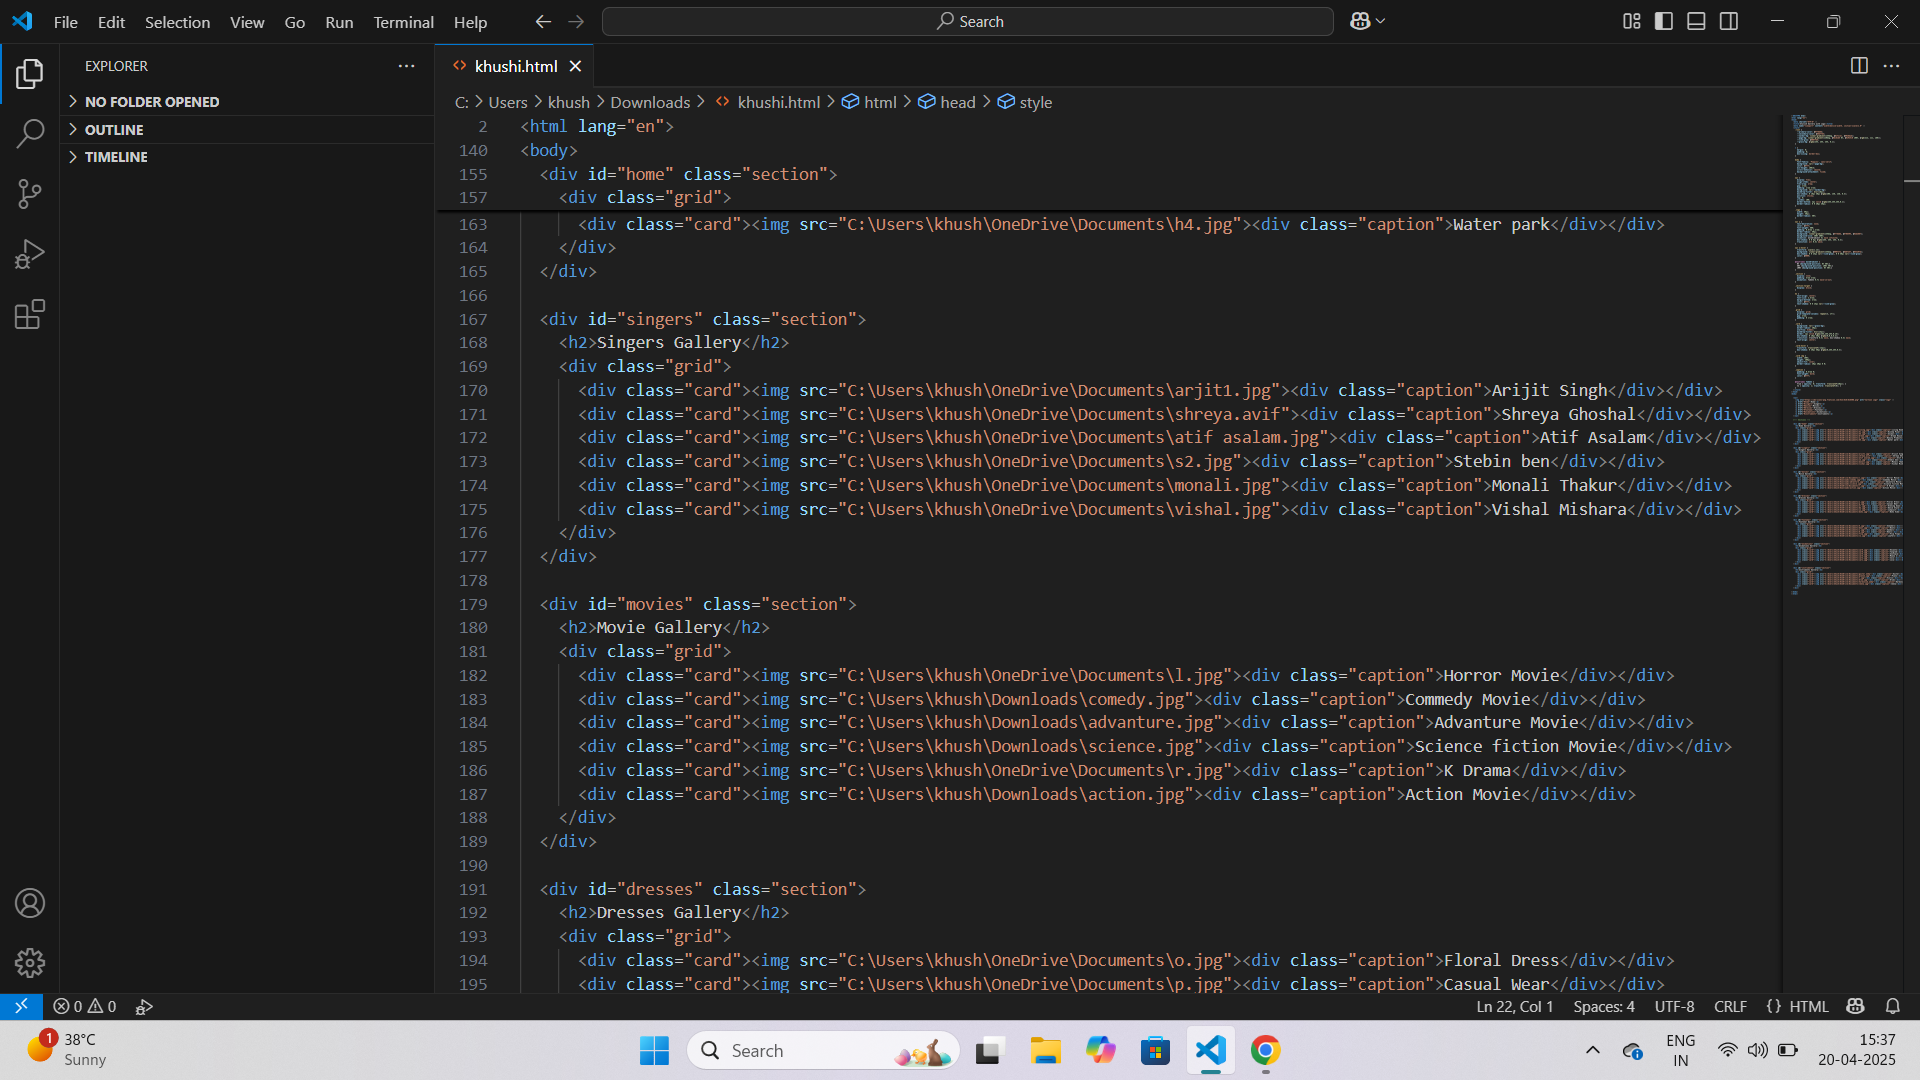 File Edit Selection View Go Run Terminal Help
Search
EXPLORER
NO FOLDER OPENED
OUTLINE
TIMELINE
khushi.html
C: > Users > khush > Downloads > khushi.html > html > head > style
2 <html lang="en">
140 <body>
155 <div id="home" class="section">
157 <div class="grid">
163 <div class="card"><img src="C:\Users\khush\OneDrive\Documents\h4.jpg"><div class="caption">Water park</div></div>
164 </div>
165 </div>
166
167 <div id="singers" class="section">
168 <h2>Singers Gallery</h2>
169 <div class="grid">
170 <div class="card"><img src="C:\Users\khush\OneDrive\Documents\arjit1.jpg"><div class="caption">Arijit Singh</div></div>
171 <div class="card"><img src="C:\Users\khush\OneDrive\Documents\shreya.avif"><div class="caption">Shreya Ghoshal</div></div>
172 <div class="card"><img src="C:\Users\khush\OneDrive\Documents\atif asalam.jpg"><div class="caption">Atif Asalam</div></div>
173 <div class="card"><img src="C:\Users\khush\OneDrive\Documents\s2.jpg"><div class="caption">Stebin ben</div></div>
174 <div class="card"><img src="C:\Users\khush\OneDrive\Documents\monali.jpg"><div class="caption">Monali Thakur</div></div>
175 <div class="card"><img src="C:\Users\khush\OneDrive\Documents\vishal.jpg"><div class="caption">Vishal Mishara</div></div>
176 </div>
177 </div>
178
179 <div id="movies" class="section">
180 <h2>Movie Gallery</h2>
181 <div class="grid">
182 <div class="card"><img src="C:\Users\khush\OneDrive\Documents\l.jpg"><div class="caption">Horror Movie</div></div>
183 <div class="card"><img src="C:\Users\khush\Downloads\comedy.jpg"><div class="caption">Commedy Movie</div></div>
184 <div class="card"><img src="C:\Users\khush\Downloads\advanture.jpg"><div class="caption">Advanture Movie</div></div>
185 <div class="card"><img src="C:\Users\khush\Downloads\science.jpg"><div class="caption">Science fiction Movie</div></div>
186 <div class="card"><img src="C:\Users\khush\OneDrive\Documents\r.jpg"><div class="caption">K Drama</div></div>
187 <div class="card"><img src="C:\Users\khush\Downloads\action.jpg"><div class="caption">Action Movie</div></div>
188 </div>
189 </div>
190
191 <div id="dresses" class="section">
192 <h2>Dresses Gallery</h2>
193 <div class="grid">
194 <div class="card"><img src="C:\Users\khush\OneDrive\Documents\o.jpg"><div class="caption">Floral Dress</div></div>
195 <div class="card"><img src="C:\Users\khush\OneDrive\Documents\p.jpg"><div class="caption">Casual Wear</div></div>
0 0 Ln 22, Col 1 Spaces: 4 UTF-8 CRLF {} HTML
1 38°C
Sunny
Search
ENG
IN
15:37
20-04-2025